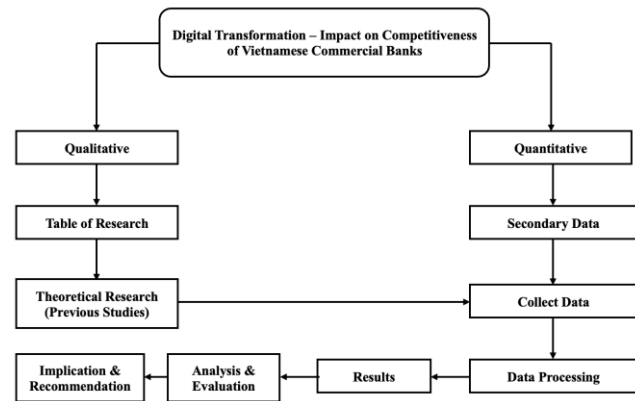 Digital Transformation – Impact on Competitiveness
of Vietnamese Commercial Banks
Qualitative
Quantitative
Table of Research
Secondary Data
Theoretical Research
(Previous Studies)
Collect Data
Implication &
Recommendation
Analysis &
Evaluation
Results
Data Processing